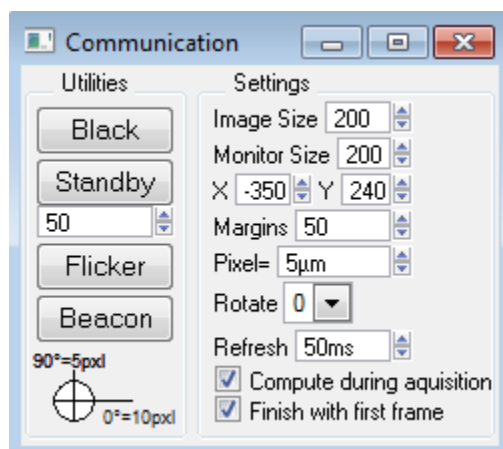 Communication
Utilities
Black
Standby
50
Flicker
Beacon
90°=5pxl
0°=10pxl
Settings
Image Size 200
Monitor Size 200
X -350 Y 240
Margins 50
Pixel= 5µm
Rotate 0
Refresh 50ms
Compute during aquisition
Finish with first frame